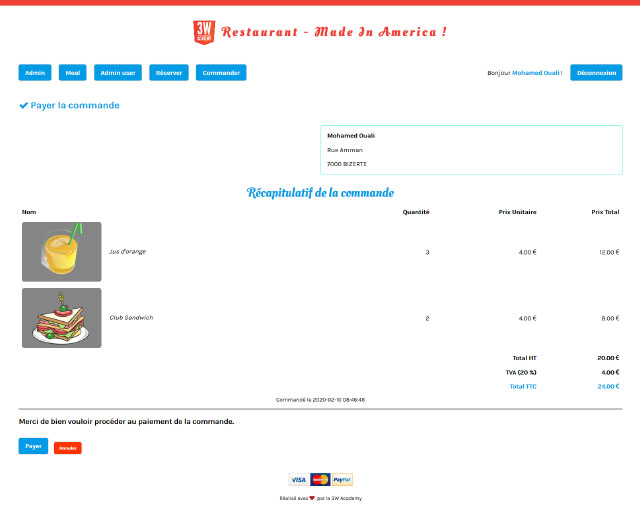 3W
ACADEMY
Restaurant - Made In America !
Admin Meal Admin user Réserver Commander Bonjour Mohamed Ouali ! Déconnexion
Payer la commande
Mohamed Ouali
Rue Amman
7000 BIZERTE
Récapitulatif de la commande
Nom Quantité Prix Unitaire Prix Total
Jus d'orange 3 4.00 € 12.00 €
Club Sandwich 2 4.00 € 8.00 €
Total HT 20.00 €
TVA (20 %) 4.00 €
Total TTC 24.00 €
Commandé le 2020-02-10 08:46:48
Merci de bien vouloir procéder au paiement de la commande.
Payer Annuler
VISA MasterCard PayPal
Réalisé avec ❤ par la 3W Academy